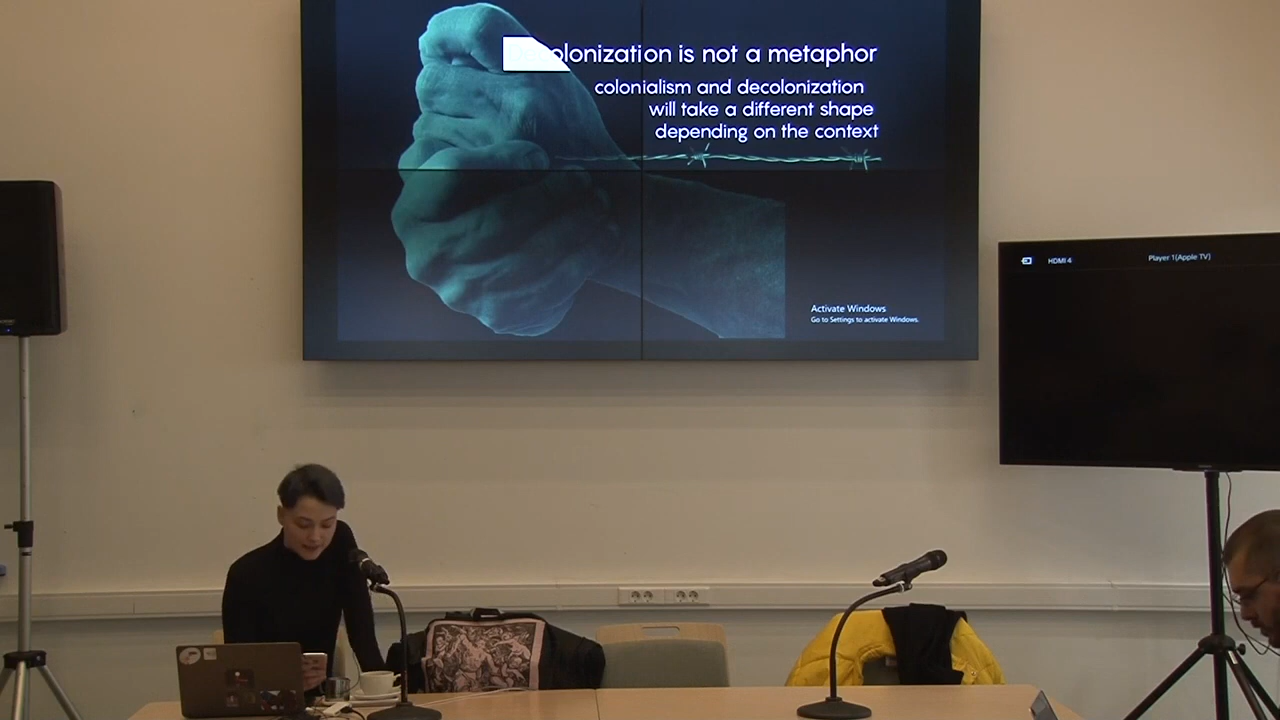 Decolonization is not a metaphor
colonialism and decolonization
will take a different shape
depending on the context
Activate Windows
Go to Settings to activate Windows.
HDMI 4
Player 1(Apple TV)